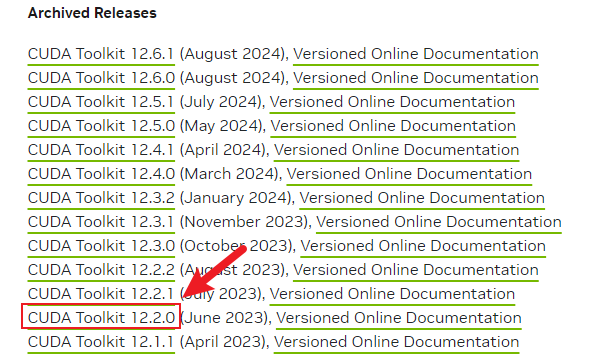 Archived Releases
CUDA Toolkit 12.6.1 (August 2024), Versioned Online Documentation
CUDA Toolkit 12.6.0 (August 2024), Versioned Online Documentation
CUDA Toolkit 12.5.1 (July 2024), Versioned Online Documentation
CUDA Toolkit 12.5.0 (May 2024), Versioned Online Documentation
CUDA Toolkit 12.4.1 (April 2024), Versioned Online Documentation
CUDA Toolkit 12.4.0 (March 2024), Versioned Online Documentation
CUDA Toolkit 12.3.2 (January 2024), Versioned Online Documentation
CUDA Toolkit 12.3.1 (November 2023), Versioned Online Documentation
CUDA Toolkit 12.3.0 (October 2023), Versioned Online Documentation
CUDA Toolkit 12.2.2 (August 2023), Versioned Online Documentation
CUDA Toolkit 12.2.1 (July 2023), Versioned Online Documentation
CUDA Toolkit 12.2.0 (June 2023), Versioned Online Documentation
CUDA Toolkit 12.1.1 (April 2023), Versioned Online Documentation